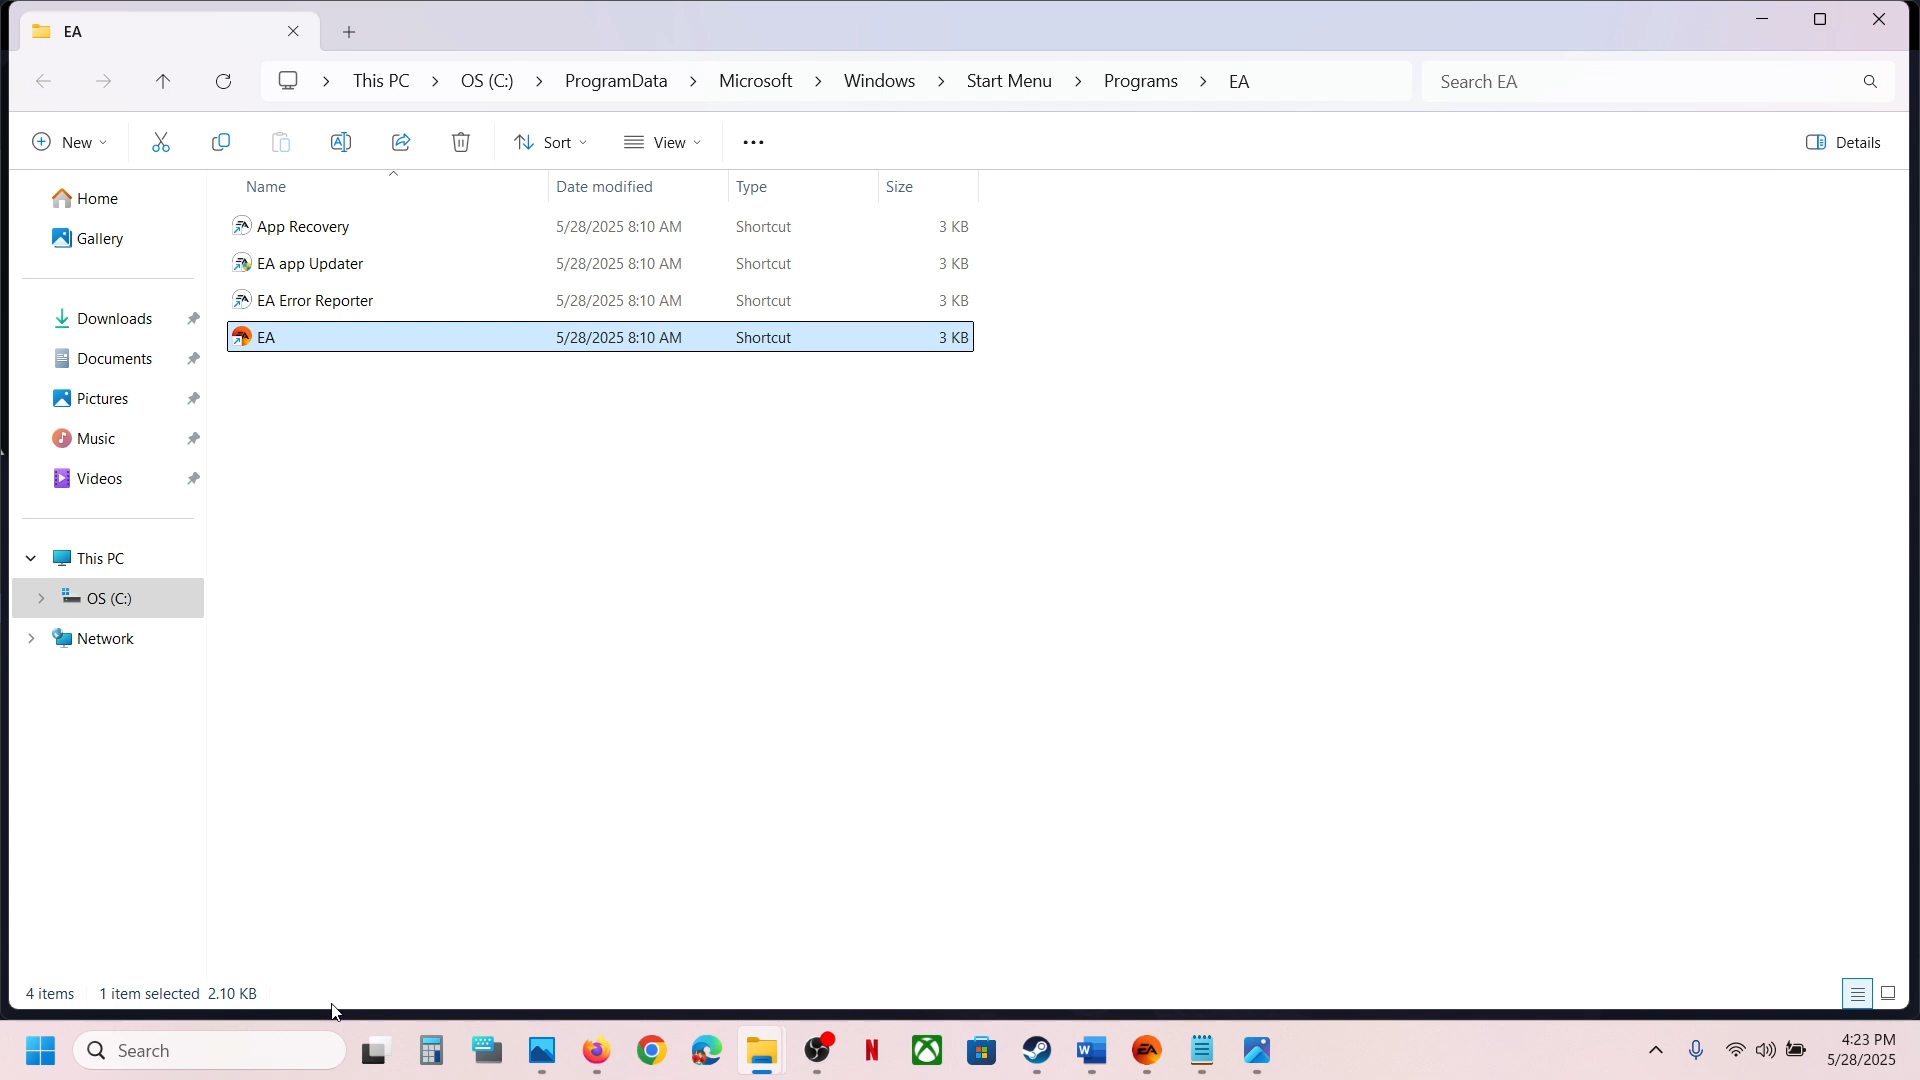 EA
This PC > OS (C:) > ProgramData > Microsoft > Windows > Start Menu > Programs > EA
Search EA
New
Sort
View
Details
Name Date modified Type Size
App Recovery 5/28/2025 8:10 AM Shortcut 3 KB
EA app Updater 5/28/2025 8:10 AM Shortcut 3 KB
EA Error Reporter 5/28/2025 8:10 AM Shortcut 3 KB
EA 5/28/2025 8:10 AM Shortcut 3 KB
Home
Gallery
Downloads
Documents
Pictures
Music
Videos
This PC
OS (C:)
Network
4 items 1 item selected 2.10 KB
Search
4:23 PM
5/28/2025